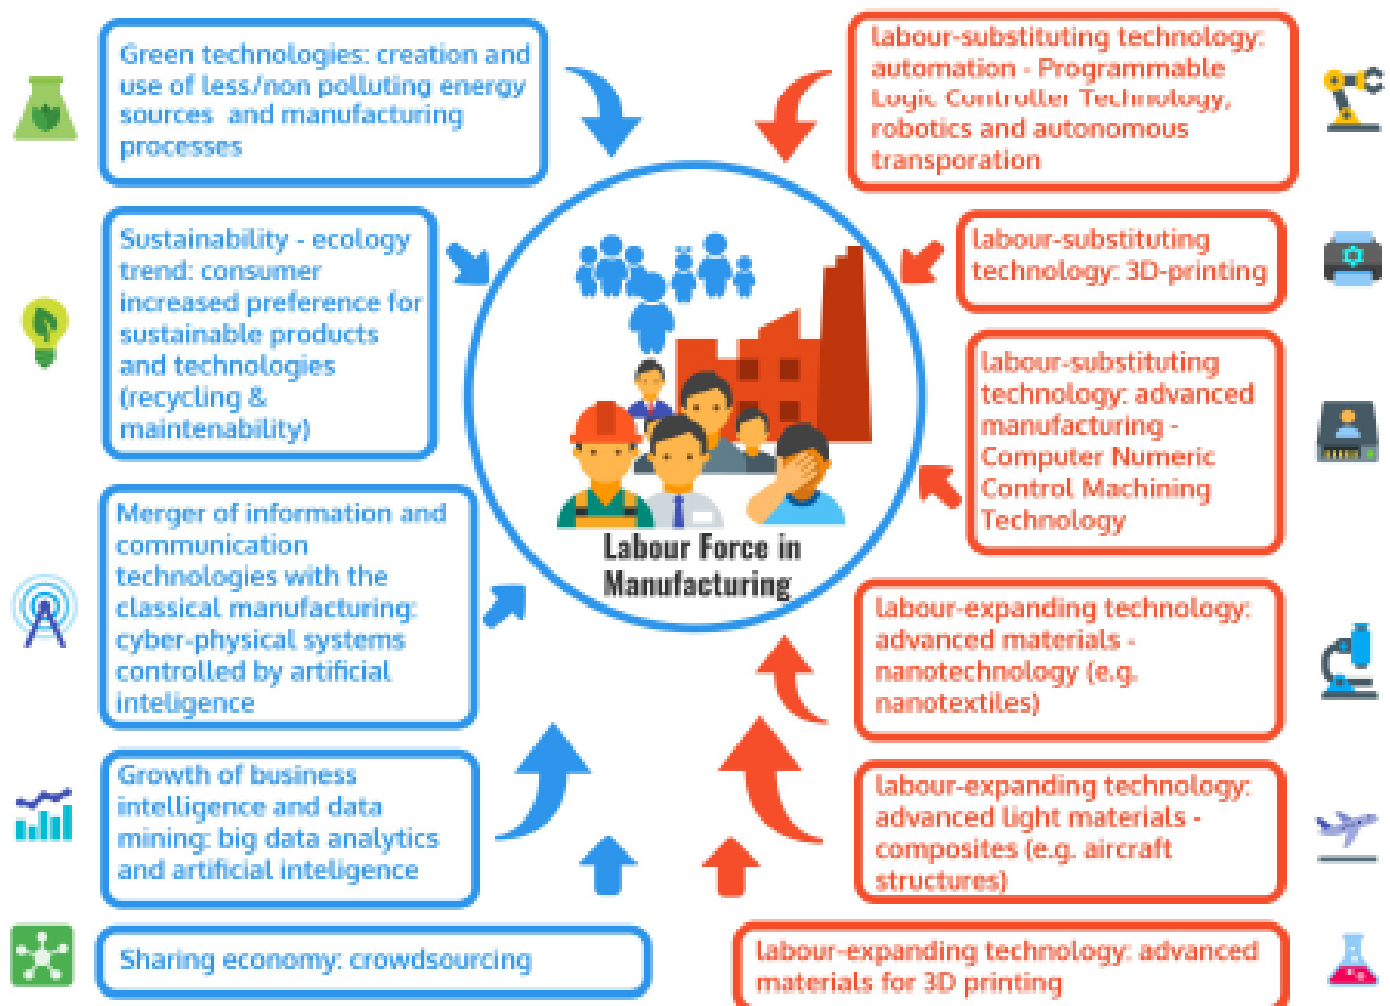 Green technologies: creation and
use of less/non polluting energy
sources and manufacturing
processes
Sustainability - ecology
trend: consumer
increased preference for
sustainable products
and technologies
(recycling &
maintenability)
Merger of information and
communication
technologies with the
classical manufacturing:
cyber-physical systems
controlled by artificial
inteligence
Growth of business
intelligence and data
mining: big data analytics
and artificial inteligence
Sharing economy: crowdsourcing
Labour Force in
Manufacturing
labour-substituting technology:
automation - Programmable
Logic Controller Technology,
robotics and autonomous
transporation
labour-substituting
technology: 3D-printing
labour-substituting
technology: advanced
manufacturing -
Computer Numeric
Control Machining
Technology
labour-expanding technology:
advanced materials -
nanotechnology (e.g.
nanotextiles)
labour-expanding technology:
advanced light materials -
composites (e.g. aircraft
structures)
labour-expanding technology: advanced
materials for 3D printing